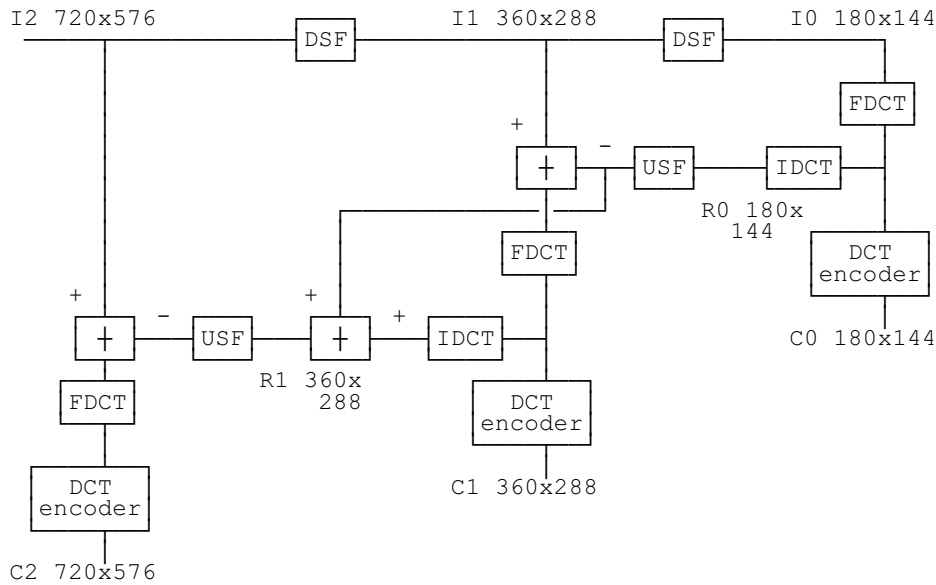 I2 720x576
I1 360x288
I0 180x144
DSF
DSF
FDCT
+
-
+
USF
IDCT
R0 180x
144
FDCT
DCT
encoder
+
-
+
+
+
USF
+
IDCT
C0 180x144
R1 360x
288
FDCT
DCT
encoder
C1 360x288
DCT
encoder
C2 720x576